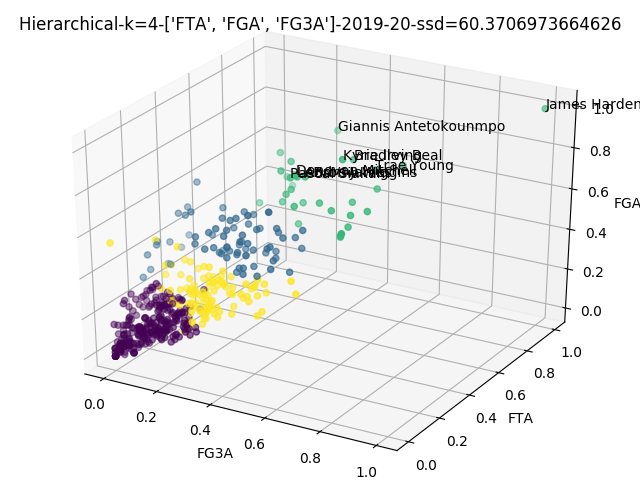 Hierarchical-k=4-['FTA', 'FGA', 'FG3A']-2019-20-ssd=60.3706973664626
James Harden
1.0
Giannis Antetokounmpo
0.8
Bradley Beal
Trae Young
0.6
FGA
0.4
0.2
0.0
1.0
0.8
0.6
0.4
FTA
0.2
0.0
0.0
0.2
0.4
0.6
0.8
1.0
FG3A